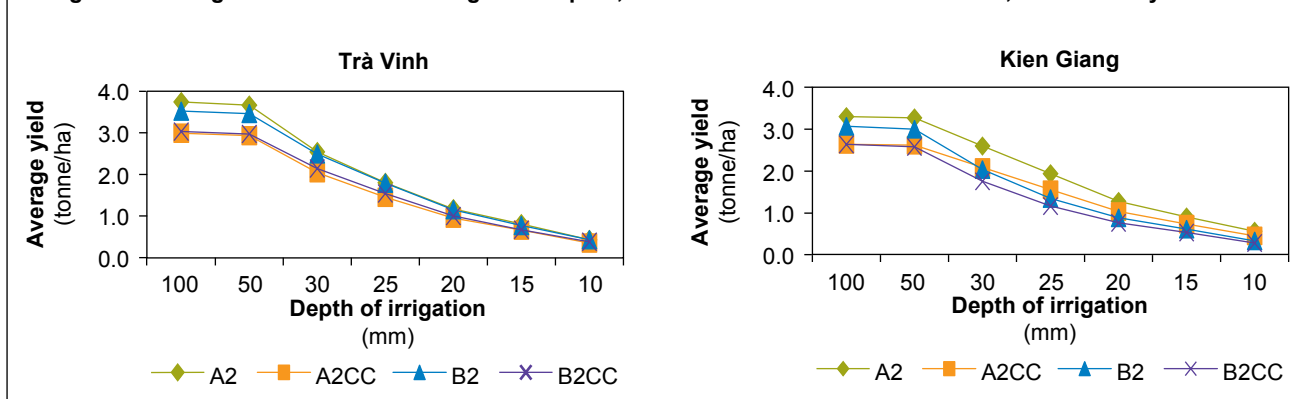 Trà Vinh
Average yield
(tonne/ha)
4.0
3.0
2.0
1.0
0.0
100 50 30 25 20 15 10
Depth of irrigation
(mm)
A2 A2CC B2 B2CC
Kien Giang
Average yield
(tonne/ha)
4.0
3.0
2.0
1.0
0.0
100 50 30 25 20 15 10
Depth of irrigation
(mm)
A2 A2CC B2 B2CC